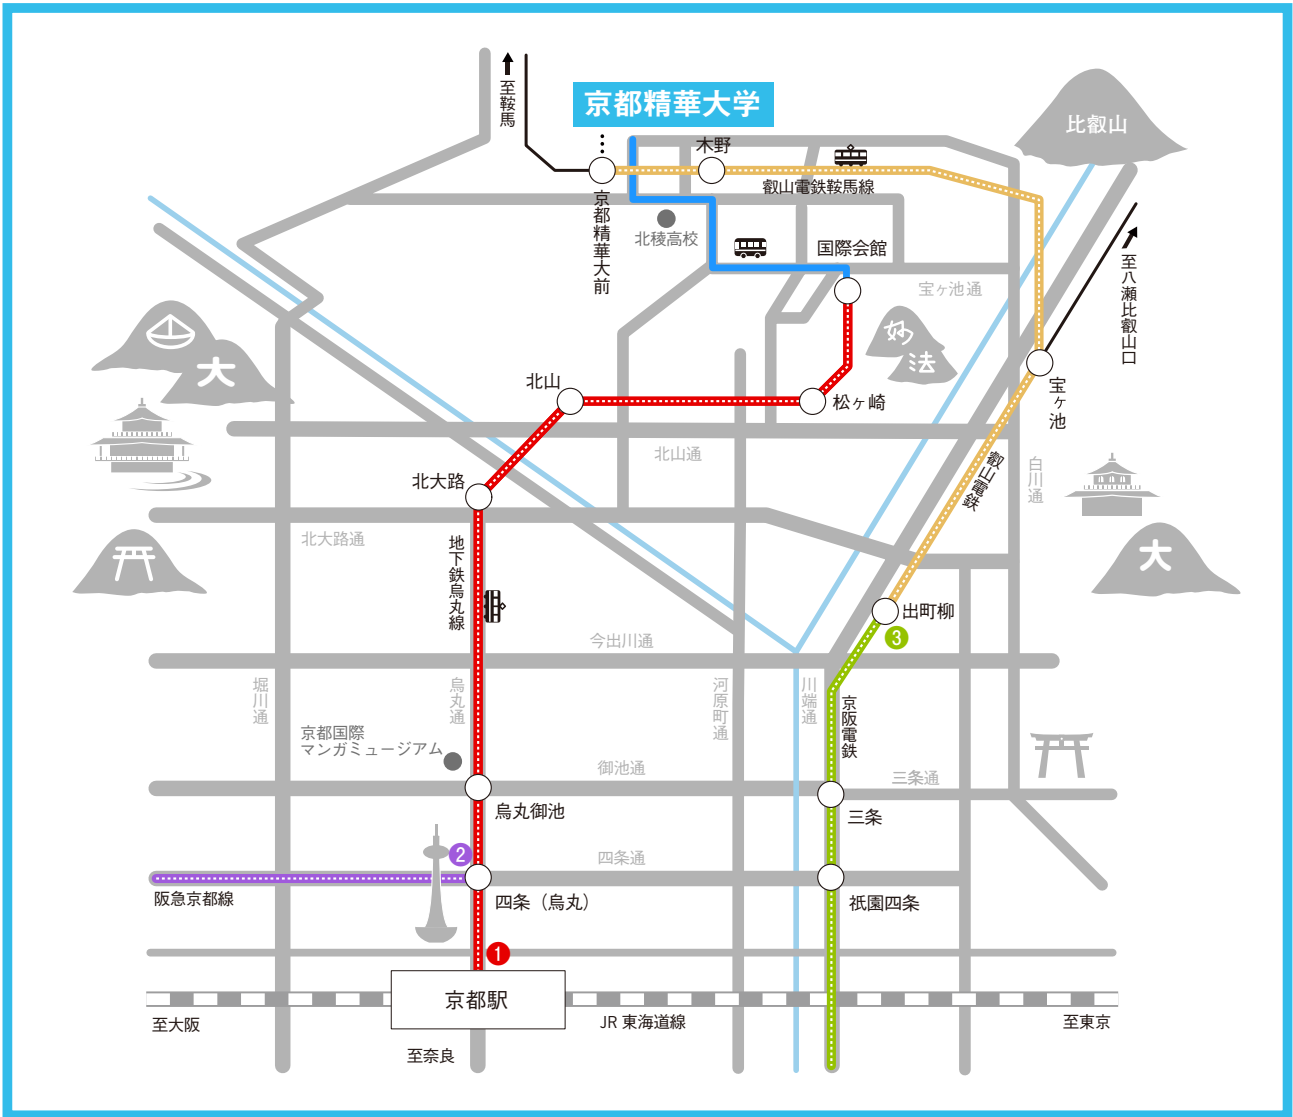 至鞍馬
京都精華大学
比叡山
木野
叡山電鉄鞍馬線
京都精華大前
北稜高校
国際会館
至八瀬比叡山口
宝ヶ池通
妙
法
大
北山
松ヶ崎
宝ヶ池
北山通
叡山電鉄
白川通
北大路
北大路通
地下鉄烏丸線
大
出町柳
3
今出川通
堀川通
烏丸通
河原町通
川端通
京阪電鉄
京都国際
マンガミュージアム
御池通
三条通
烏丸御池
三条
2
四条通
阪急京都線
四条（烏丸）
祇園四条
1
京都駅
至大阪
JR 東海道線
至東京
至奈良